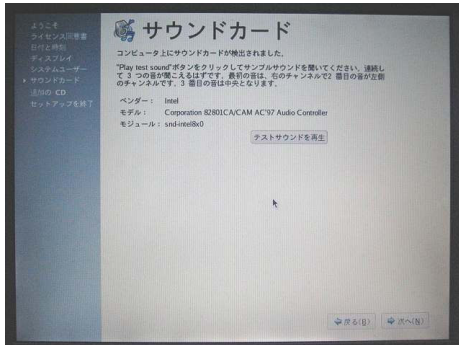 ようこそ
ライセンス同意書
日付と時刻
ディスプレイ
システムユーザー
サウンドカード
追加の CD
セットアップを終了
サウンドカード
コンピュータ上にサウンドカードが検出されました。
"Play test sound"ボタンをクリックしてサンプルサウンドを聞いてください。連続し
て 3 つの音が聞こえるはずです。最初の音は、右のチャンネルで2 番目の音が左側
のチャンネルです、3 番目の音は中央となります。
ベンダー： Intel
モデル： Corporation 82801CA/CAM AC'97 Audio Controller
モジュール： snd-intel8x0
テストサウンドを再生
戻る(B)
次へ(N)